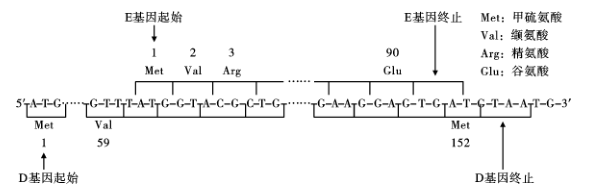 E基因起始 E基因终止 Met：甲硫氨酸
1 2 3 90 Val：缬氨酸
Met Val Arg Glu Arg：精氨酸
Glu：谷氨酸
5′-A-T-G……G-T-T-T-A-T-G-G-T-A-C-G-C-T-G……G-A-A-G-G-A-G-T-G-A-T-G-T-A-A-T-G-3′
Met Val Met
1 59 152
D基因起始 D基因终止